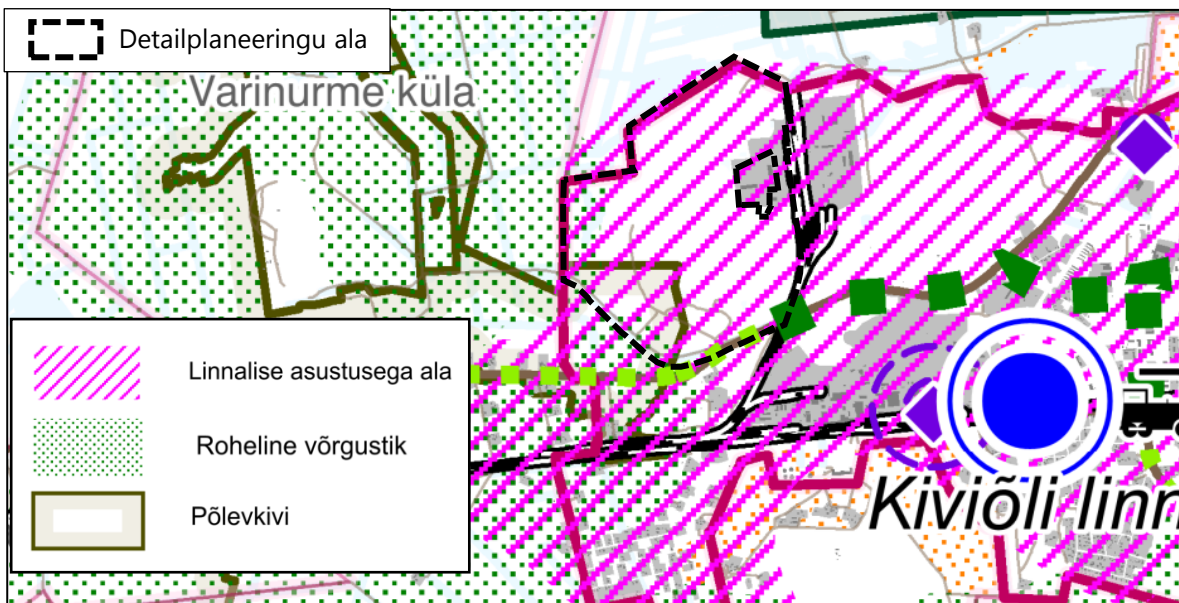 Detailplaneeringu ala
Varinurme küla
Linnalise asustusega ala
Roheline võrgustik
Põlevkivi
Kiviõli linn